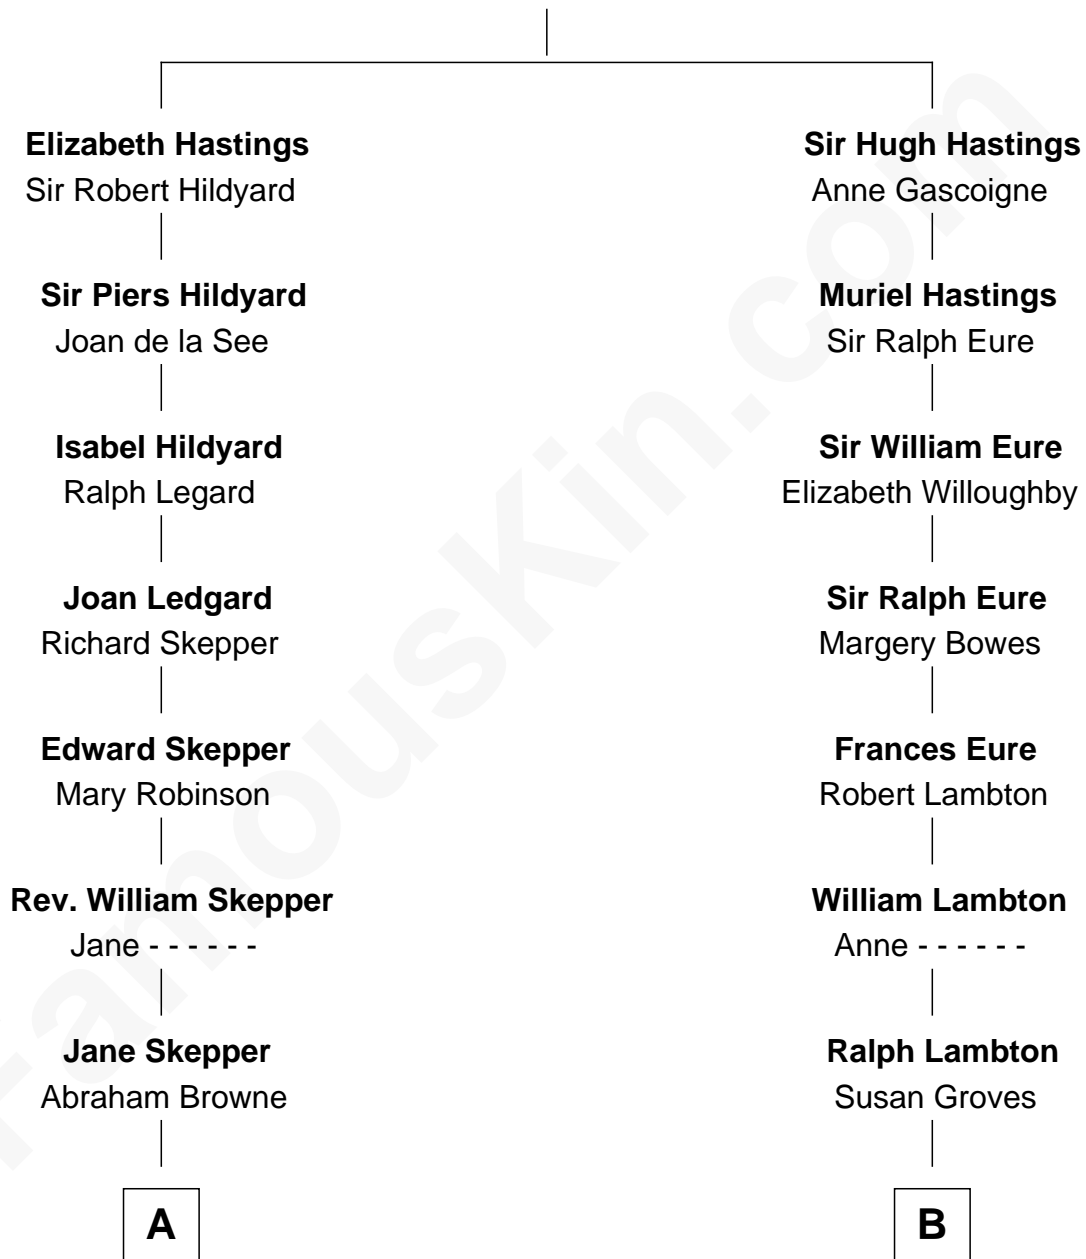 Elizabeth Hastings
Sir Robert Hildyard
Sir Piers Hildyard
Joan de la See
Isabel Hildyard
Ralph Legard
Joan Ledgard
Richard Skepper
Edward Skepper
Mary Robinson
Rev. William Skepper
Jane - - - - - -
Jane Skepper
Abraham Browne
A
Sir Hugh Hastings
Anne Gascoigne
Muriel Hastings
Sir Ralph Eure
Sir William Eure
Elizabeth Willoughby
Sir Ralph Eure
Margery Bowes
Frances Eure
Robert Lambton
William Lambton
Anne - - - - - -
Ralph Lambton
Susan Groves
B
FamousKin.com